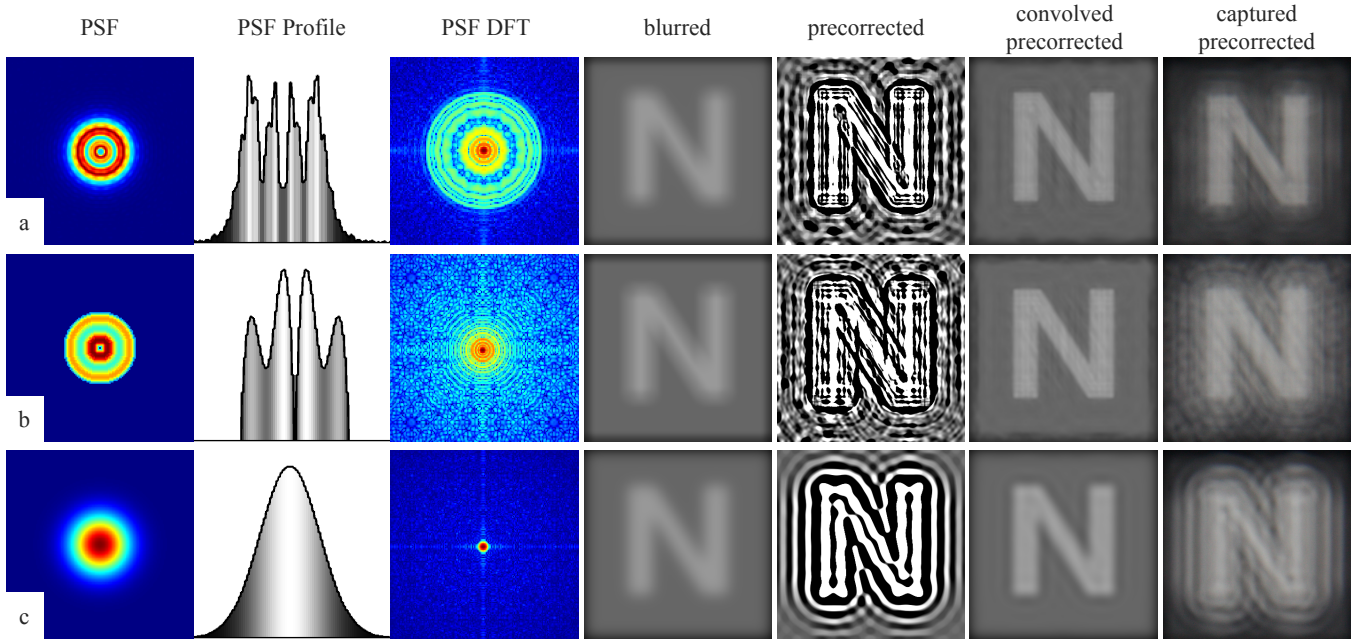 PSF
PSF Profile
PSF DFT
blurred
precorrected
convolved
precorrected
captured
precorrected
a
N
N
N
N
b
N
N
N
N
c
N
N
N
N